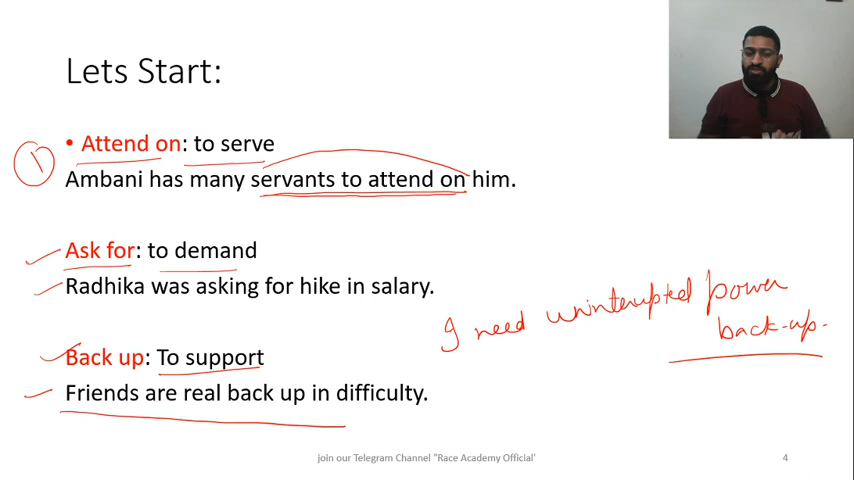 Lets Start:
1
• Attend on: to serve
Ambani has many servants to attend on him.
Ask for: to demand
Radhika was asking for hike in salary.
I need uninterupted power
back-up.
Back up: To support
Friends are real back up in difficulty.
join our Telegram Channel "Race Academy Official'
4